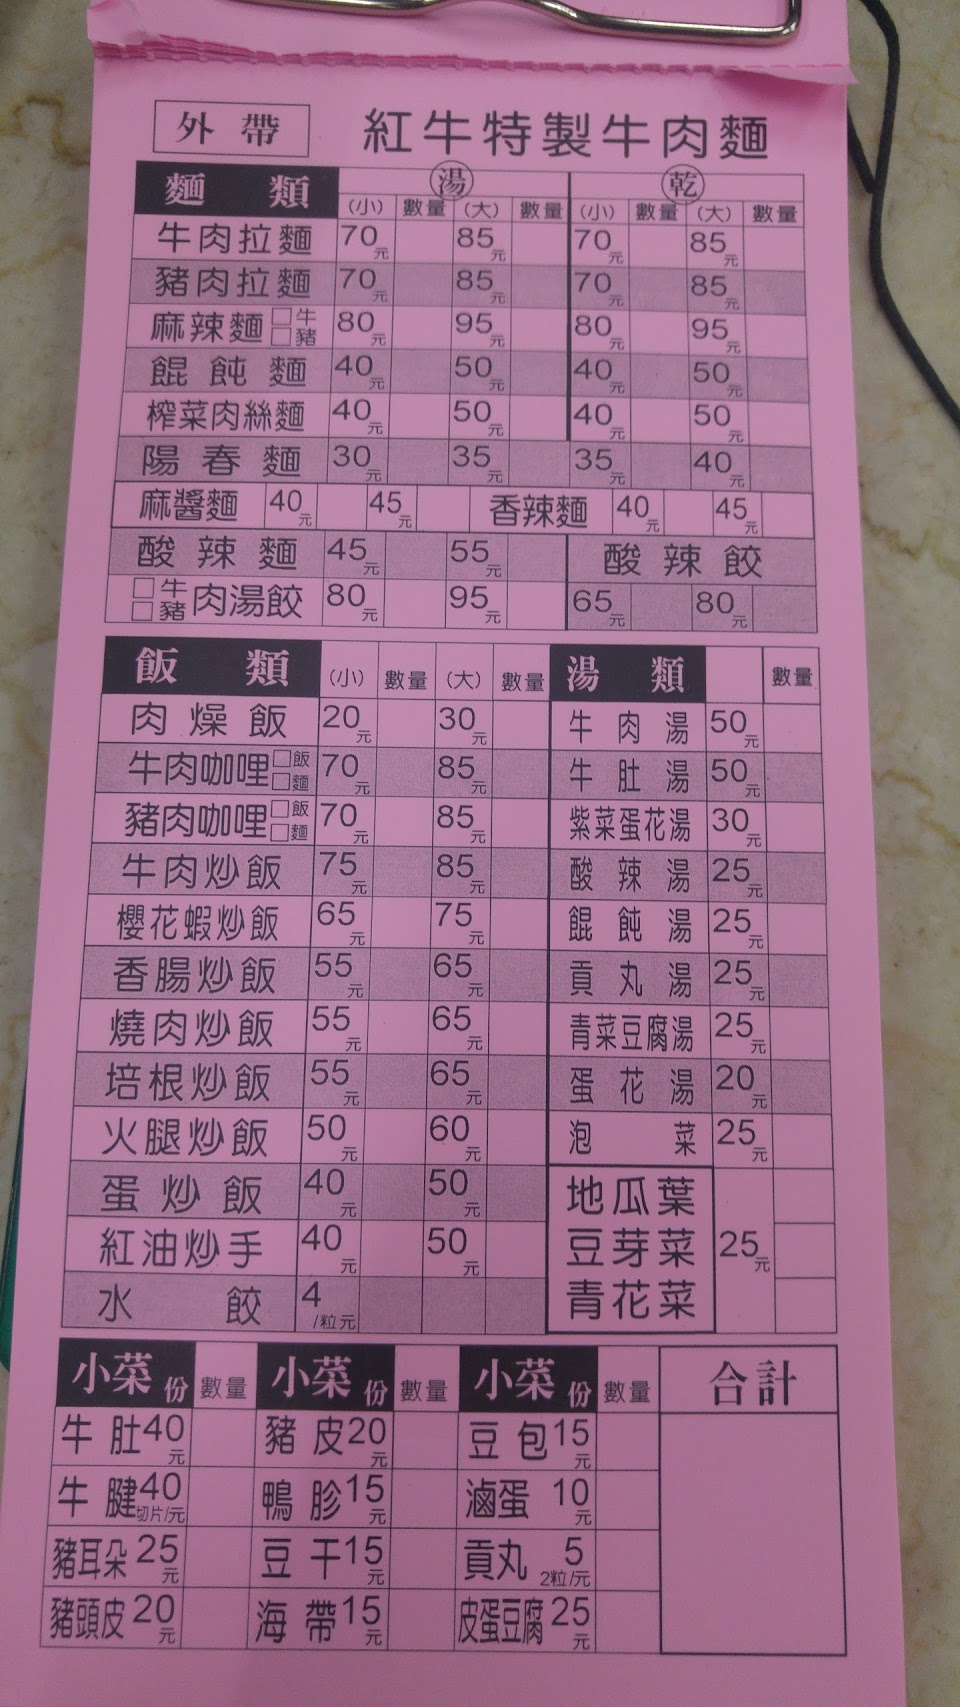 外帶 紅牛特製牛肉麵
麵類 湯 乾
(小) 數量 (大) 數量 (小) 數量 (大) 數量
牛肉拉麵 70元 85元 70元 85元
豬肉拉麵 70元 85元 70元 85元
麻辣麵 □牛 □豬 80元 95元 80元 95元
餛飩麵 40元 50元 40元 50元
榨菜肉絲麵 40元 50元 40元 50元
陽春麵 30元 35元 35元 40元
麻醬麵 40元 45元 香辣麵 40元 45元
酸辣麵 45元 55元 酸辣餃
□牛 □豬 肉湯餃 80元 95元 65元 80元
飯類 (小) 數量 (大) 數量 湯類 數量
肉燥飯 20元 30元 牛肉湯 50元
牛肉咖哩 □飯 □麵 70元 85元 牛肚湯 50元
豬肉咖哩 □飯 □麵 70元 85元 紫菜蛋花湯 30元
牛肉炒飯 75元 85元 酸辣湯 25元
櫻花蝦炒飯 65元 75元 餛飩湯 25元
香腸炒飯 55元 65元 貢丸湯 25元
燒肉炒飯 55元 65元 青菜豆腐湯 25元
培根炒飯 55元 65元 蛋花湯 20元
火腿炒飯 50元 60元 泡菜 25元
蛋炒飯 40元 50元 地瓜葉
紅油炒手 40元 50元 豆芽菜 25元
水餃 4/粒元 青花菜
小菜 份 數量 小菜 份 數量 小菜 份 數量 合計
牛肚 40元 豬皮 20元 豆包 15元
牛腱 40切片/元 鴨胗 15元 滷蛋 10元
豬耳朵 25元 豆干 15元 貢丸 5 2粒/元
豬頭皮 20元 海帶 15元 皮蛋豆腐 25元